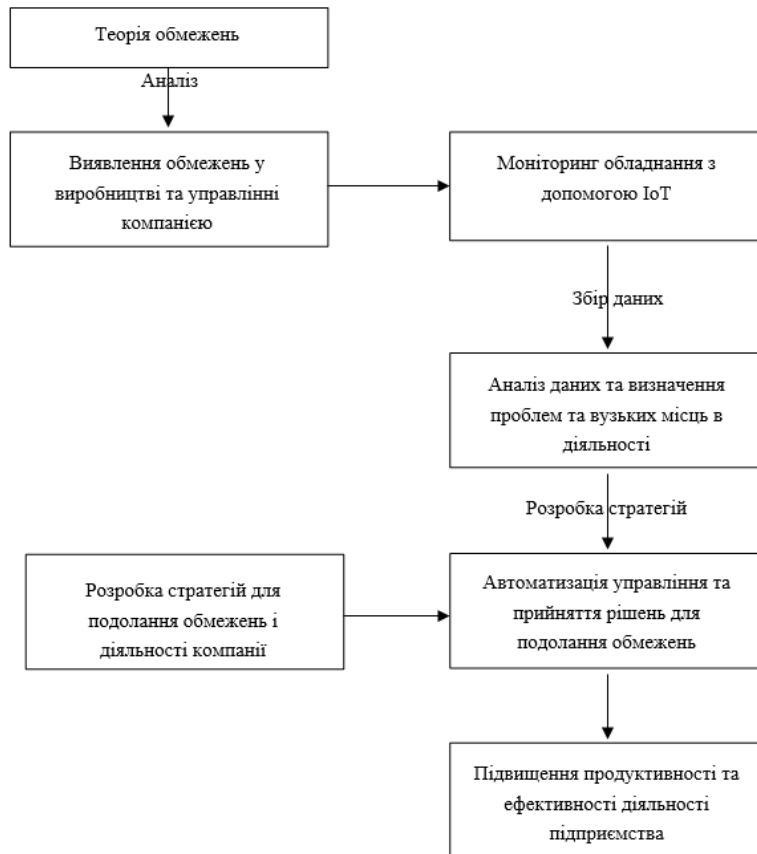 Теорія обмежень
Аналіз
Виявлення обмежень у
виробництві та управлінні
компанією
Моніторинг обладнання з
допомогою IoT
Збір даних
Аналіз даних та визначення
проблем та вузьких місць в
діяльності
Розробка стратегій
Розробка стратегій для
подолання обмежень і
діяльності компанії
Автоматизація управління та
прийняття рішень для
подолання обмежень
Підвищення продуктивності та
ефективності діяльності
підприємства